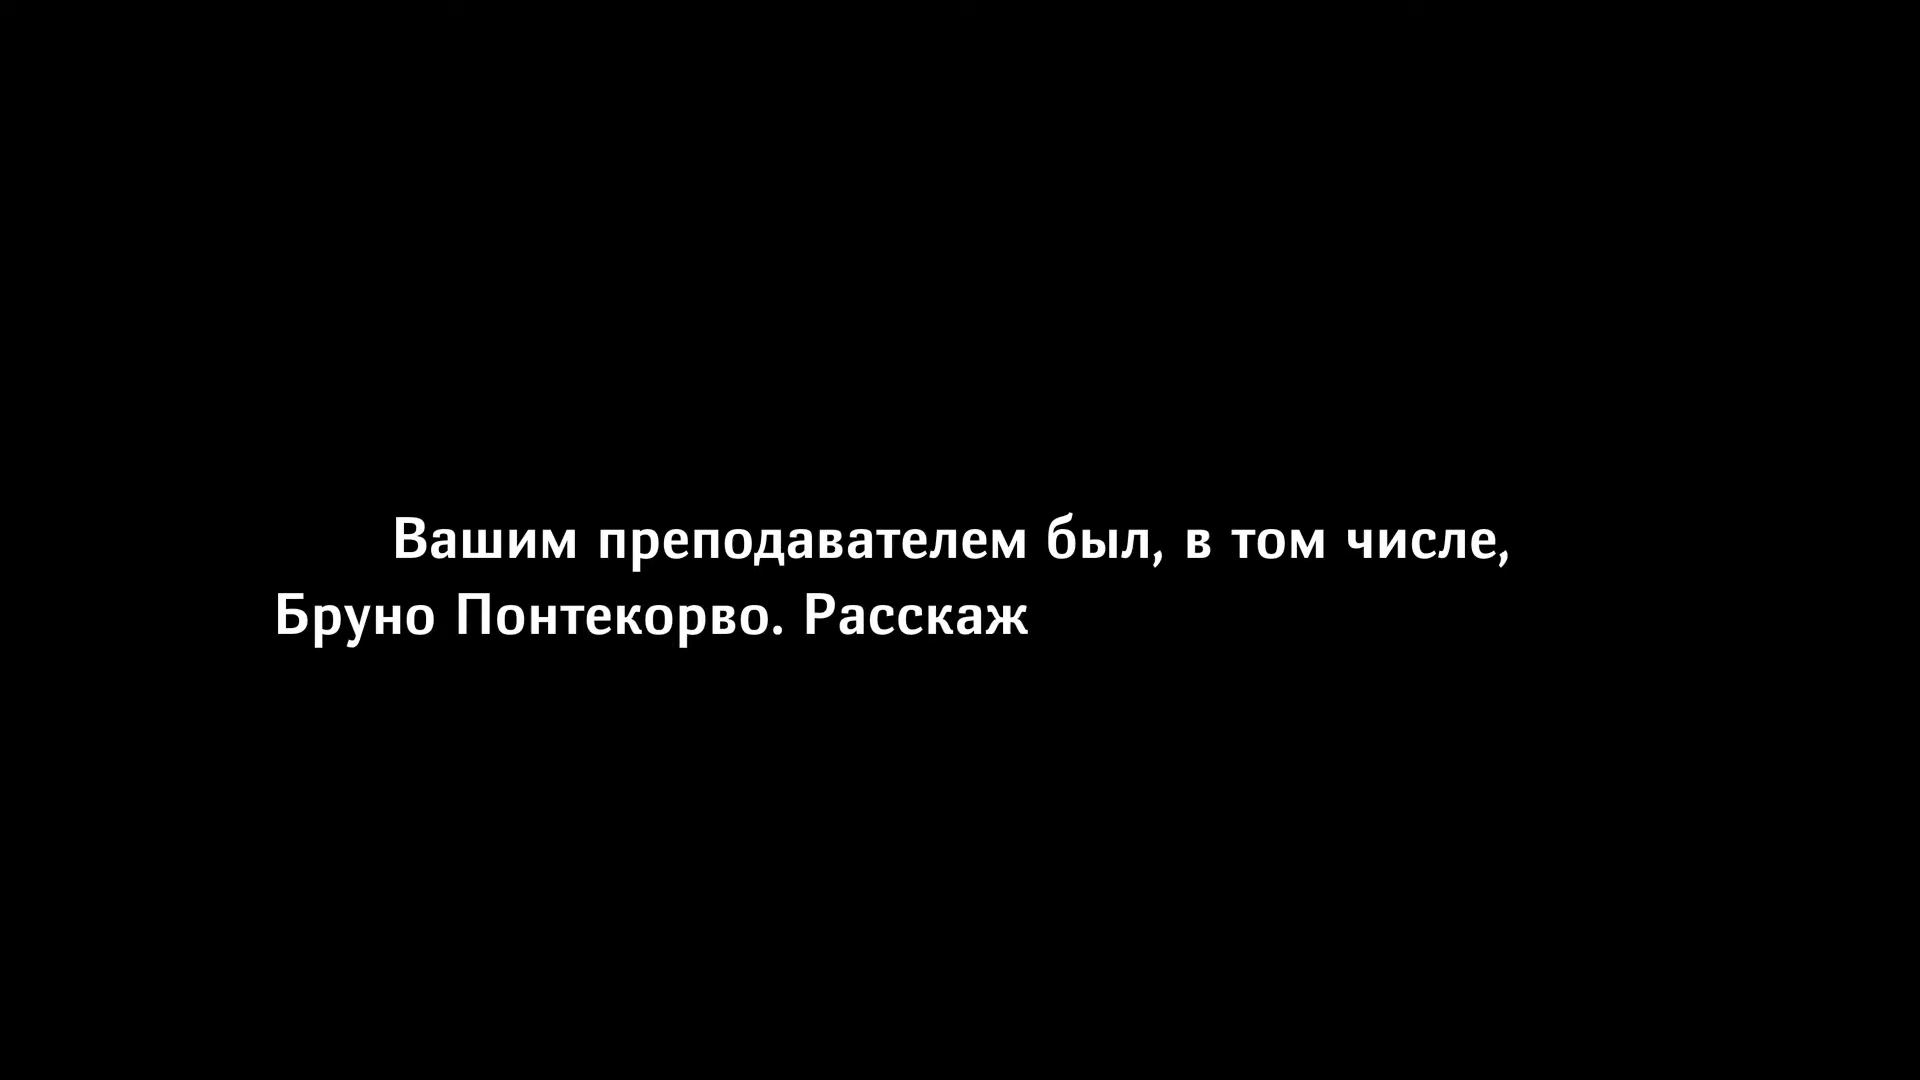 Вашим преподавателем был, в том числе,
Бруно Понтекорво. Расскаж